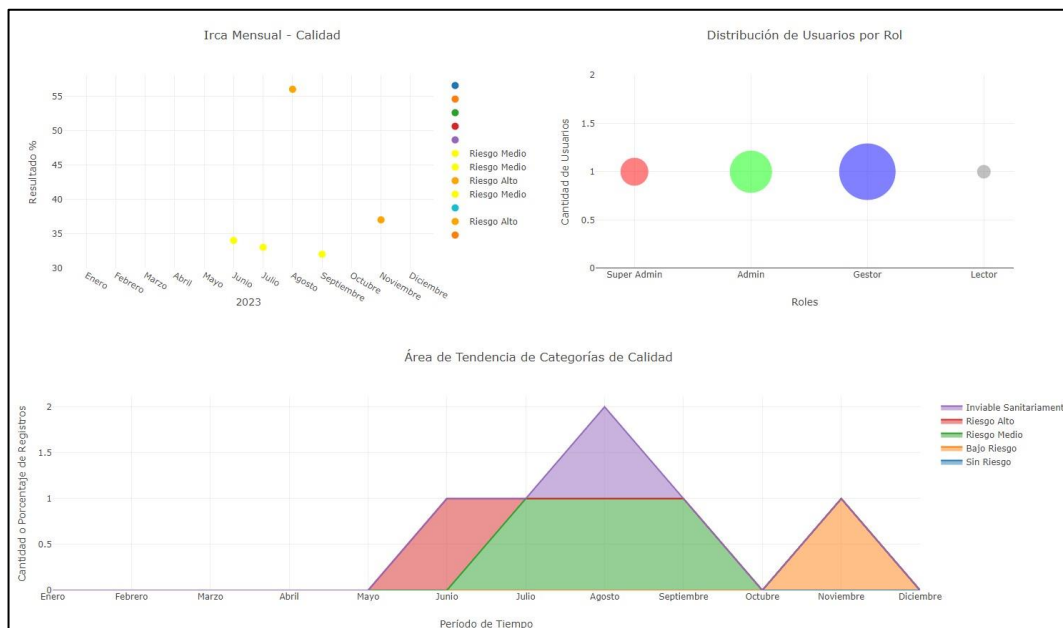 Irca Mensual - Calidad
Resultado %
55
50
45
40
35
30
Enero
Febrero
Marzo
Abril
Mayo
Junio
Julio
Agosto
Septiembre
Octubre
Noviembre
Diciembre
2023
Riesgo Medio
Riesgo Medio
Riesgo Alto
Riesgo Medio
Riesgo Alto
Distribución de Usuarios por Rol
Cantidad de Usuarios
2
1.5
1
0.5
0
Super Admin
Admin
Gestor
Lector
Roles
Área de Tendencia de Categorías de Calidad
Cantidad o Porcentaje de Registros
2
1.5
1
0.5
0
Enero
Febrero
Marzo
Abril
Mayo
Junio
Julio
Agosto
Septiembre
Octubre
Noviembre
Diciembre
Período de Tiempo
Inviable Sanitariament
Riesgo Alto
Riesgo Medio
Bajo Riesgo
Sin Riesgo